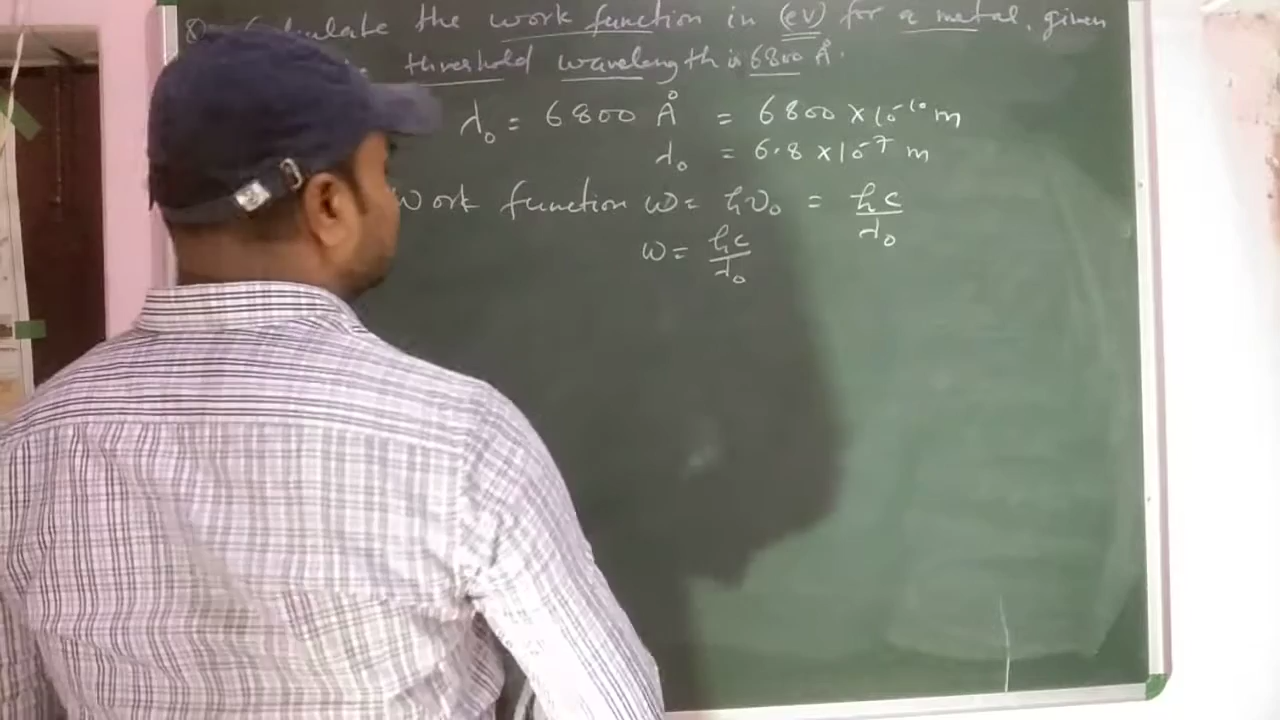 8) Calculate the work function in (eV) for a metal, given
threshold wavelength is 6800 Å.
λ₀ = 6800 Å = 6800 × 10⁻¹⁰ m
λ₀ = 6.8 × 10⁻⁷ m
Work function ω = hν₀ = hc/λ₀
ω = hc/λ₀